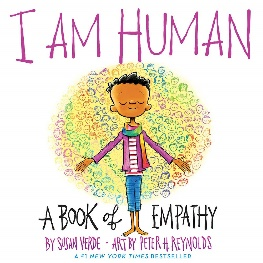 I AM HUMAN
A BOOK of EMPATHY
BY SUSAN VERDE - ART BY PETER H. REYNOLDS
A #1 NEW YORK TIMES BESTSELLER